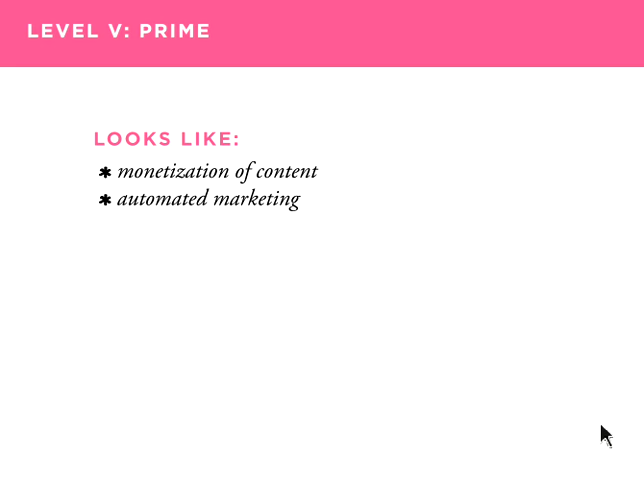 LEVEL V: PRIME
LOOKS LIKE:
✱ monetization of content
✱ automated marketing